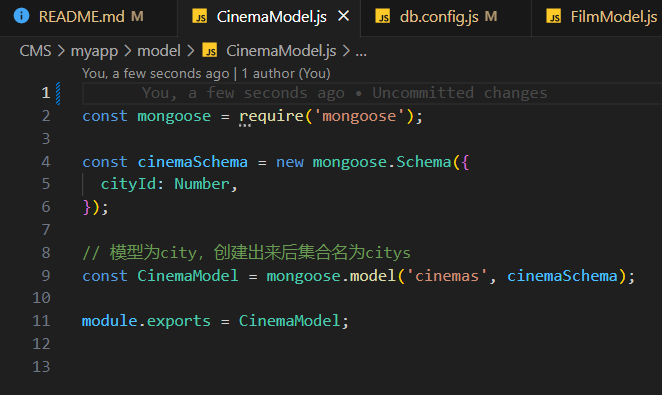 README.md M
JS CinemaModel.js ×
JS db.config.js M
JS FilmModel.js
CMS > myapp > model > JS CinemaModel.js > ...
You, a few seconds ago | 1 author (You)
1 You, a few seconds ago • Uncommitted changes
2 const mongoose = require('mongoose');
3
4 const cinemaSchema = new mongoose.Schema({
5 cityId: Number,
6 });
7
8 // 模型为city, 创建出来后集合名为citys
9 const CinemaModel = mongoose.model('cinemas', cinemaSchema);
10
11 module.exports = CinemaModel;
12
13